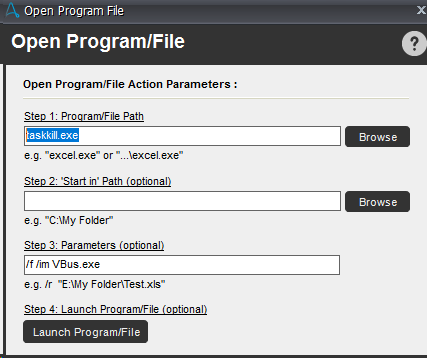 Open Program File
X
Open Program/File
?
Open Program/File Action Parameters :
Step 1: Program/File Path
taskkill.exe
Browse
e.g. "excel.exe" or "...\excel.exe"
Step 2: 'Start in' Path (optional)
Browse
e.g. "C:\My Folder"
Step 3: Parameters (optional)
/f /im VBus.exe
e.g. /r "E:\My Folder\Test.xls"
Step 4: Launch Program/File (optional)
Launch Program/File